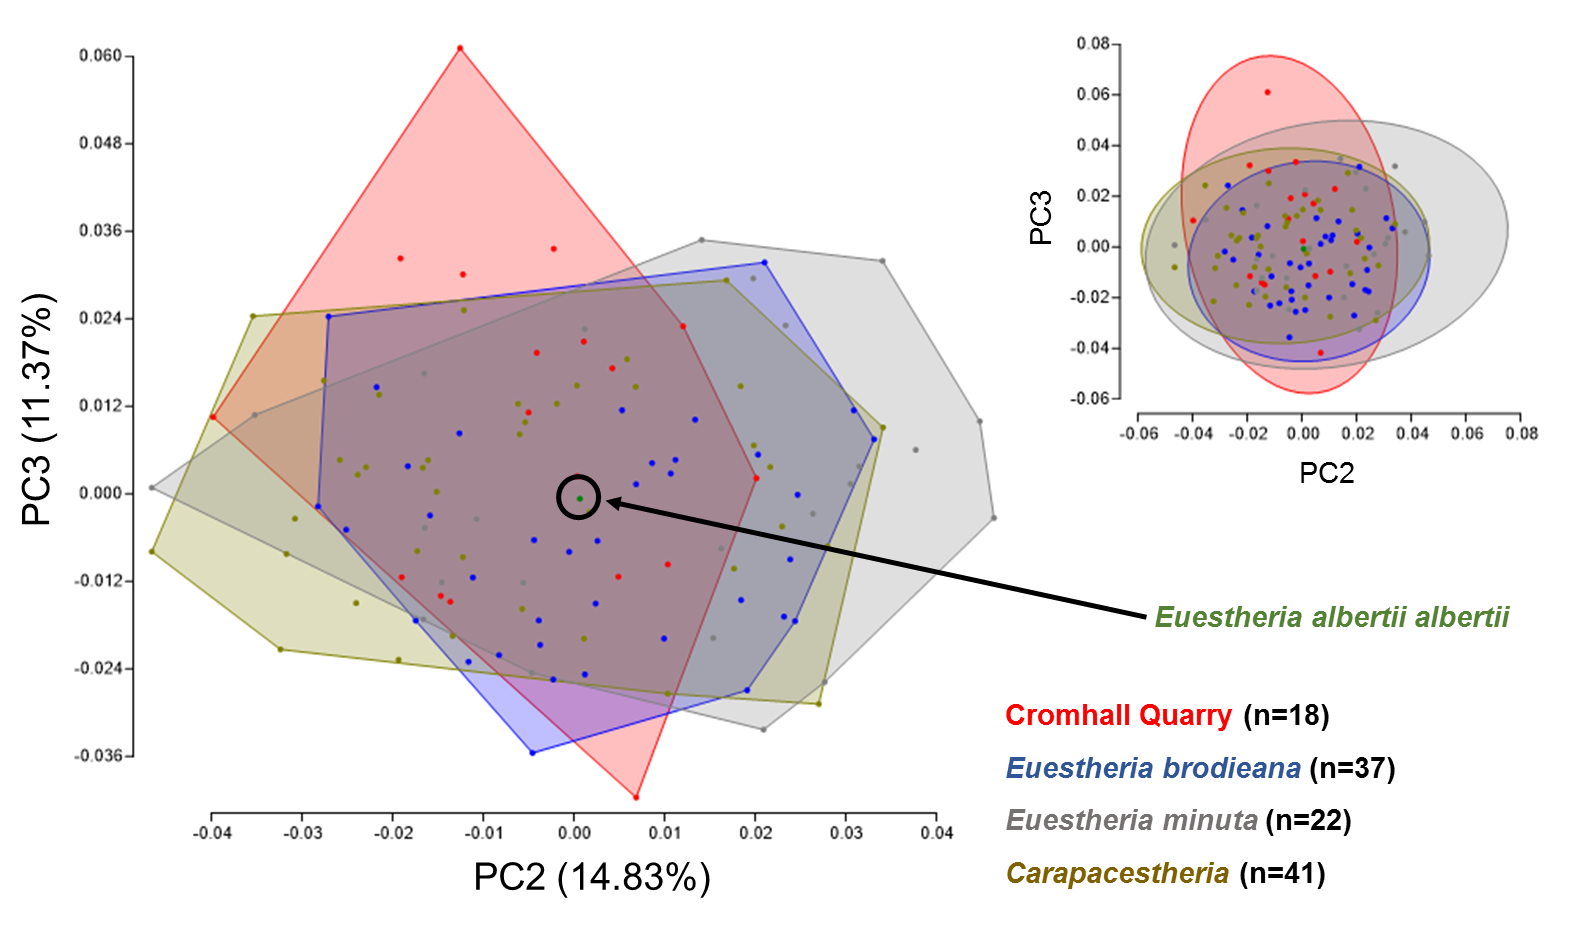 0.060
0.048
0.036
0.024
0.012
0.000
-0.012
-0.024
-0.036
PC3 (11.37%)
-0.04 -0.03 -0.02 -0.01 0.00 0.01 0.02 0.03 0.04
PC2 (14.83%)
0.08
0.06
0.04
0.02
0.00
-0.02
-0.04
-0.06
PC3
-0.06 -0.04 -0.02 0.00 0.02 0.04 0.06 0.08
PC2
Euestheria albertii albertii
Cromhall Quarry (n=18)
Euestheria brodieana (n=37)
Euestheria minuta (n=22)
Carapacestheria (n=41)